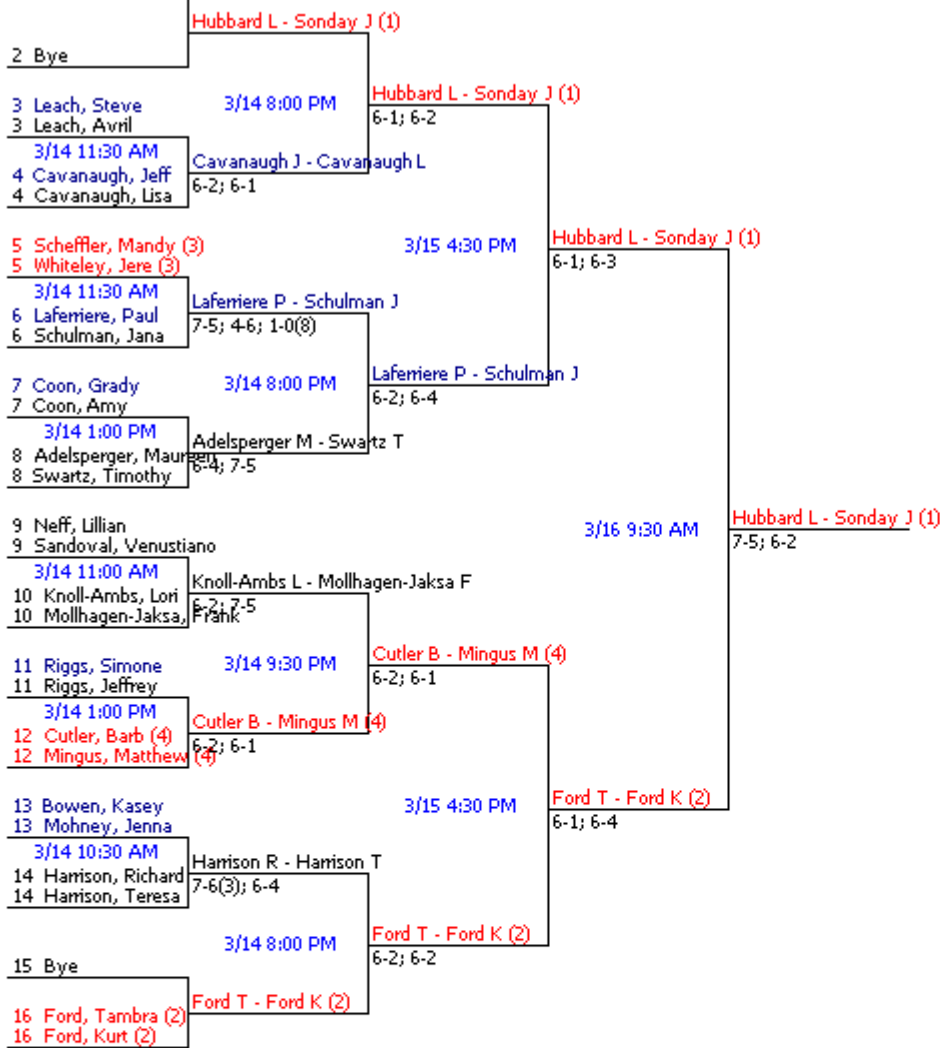 Hubbard L - Sonday J (1)
2 Bye
3 Leach, Steve
3 Leach, Avril
3/14 8:00 PM
Hubbard L - Sonday J (1)
6-1; 6-2
3/14 11:30 AM
4 Cavanaugh, Jeff
4 Cavanaugh, Lisa
Cavanaugh J - Cavanaugh L
6-2; 6-1
5 Scheffler, Mandy (3)
5 Whiteley, Jere (3)
3/15 4:30 PM
Hubbard L - Sonday J (1)
6-1; 6-3
3/14 11:30 AM
6 Laferriere, Paul
6 Schulman, Jana
Laferriere P - Schulman J
7-5; 4-6; 1-0(8)
7 Coon, Grady
7 Coon, Amy
3/14 8:00 PM
Laferriere P - Schulman J
6-2; 6-4
3/14 1:00 PM
8 Adelsperger, Maureen
8 Swartz, Timothy
Adelsperger M - Swartz T
6-4; 7-5
9 Neff, Lillian
9 Sandoval, Venustiano
3/16 9:30 AM
Hubbard L - Sonday J (1)
7-5; 6-2
3/14 11:00 AM
10 Knoll-Ambs, Lori
10 Mollhagen-Jaksa, Frank
Knoll-Ambs L - Mollhagen-Jaksa F
6-2; 7-5
11 Riggs, Simone
11 Riggs, Jeffrey
3/14 9:30 PM
Cutler B - Mingus M (4)
6-2; 6-1
3/14 1:00 PM
12 Cutler, Barb (4)
12 Mingus, Matthew (4)
Cutler B - Mingus M (4)
6-2; 6-1
13 Bowen, Kasey
13 Mohney, Jenna
3/15 4:30 PM
Ford T - Ford K (2)
6-1; 6-4
3/14 10:30 AM
14 Harrison, Richard
14 Harrison, Teresa
Harrison R - Harrison T
7-6(3); 6-4
3/14 8:00 PM
Ford T - Ford K (2)
6-2; 6-2
15 Bye
16 Ford, Tambra (2)
16 Ford, Kurt (2)
Ford T - Ford K (2)